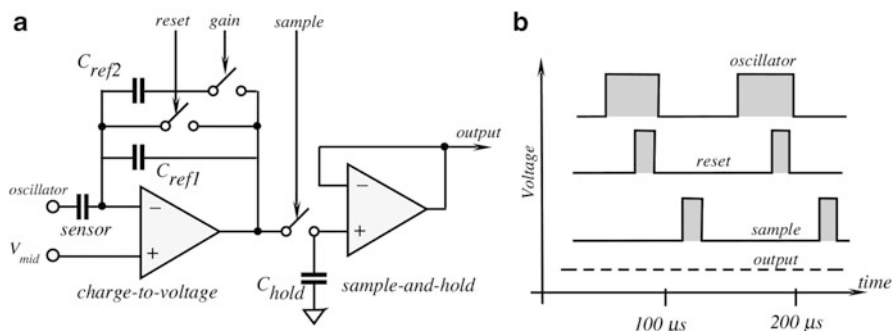 a
reset
gain
sample
C_ref2
C_ref1
output
oscillator
sensor
V_mid
−
+
−
+
C_hold
charge-to-voltage
sample-and-hold
b
Voltage
oscillator
reset
sample
output
time
100 μs
200 μs